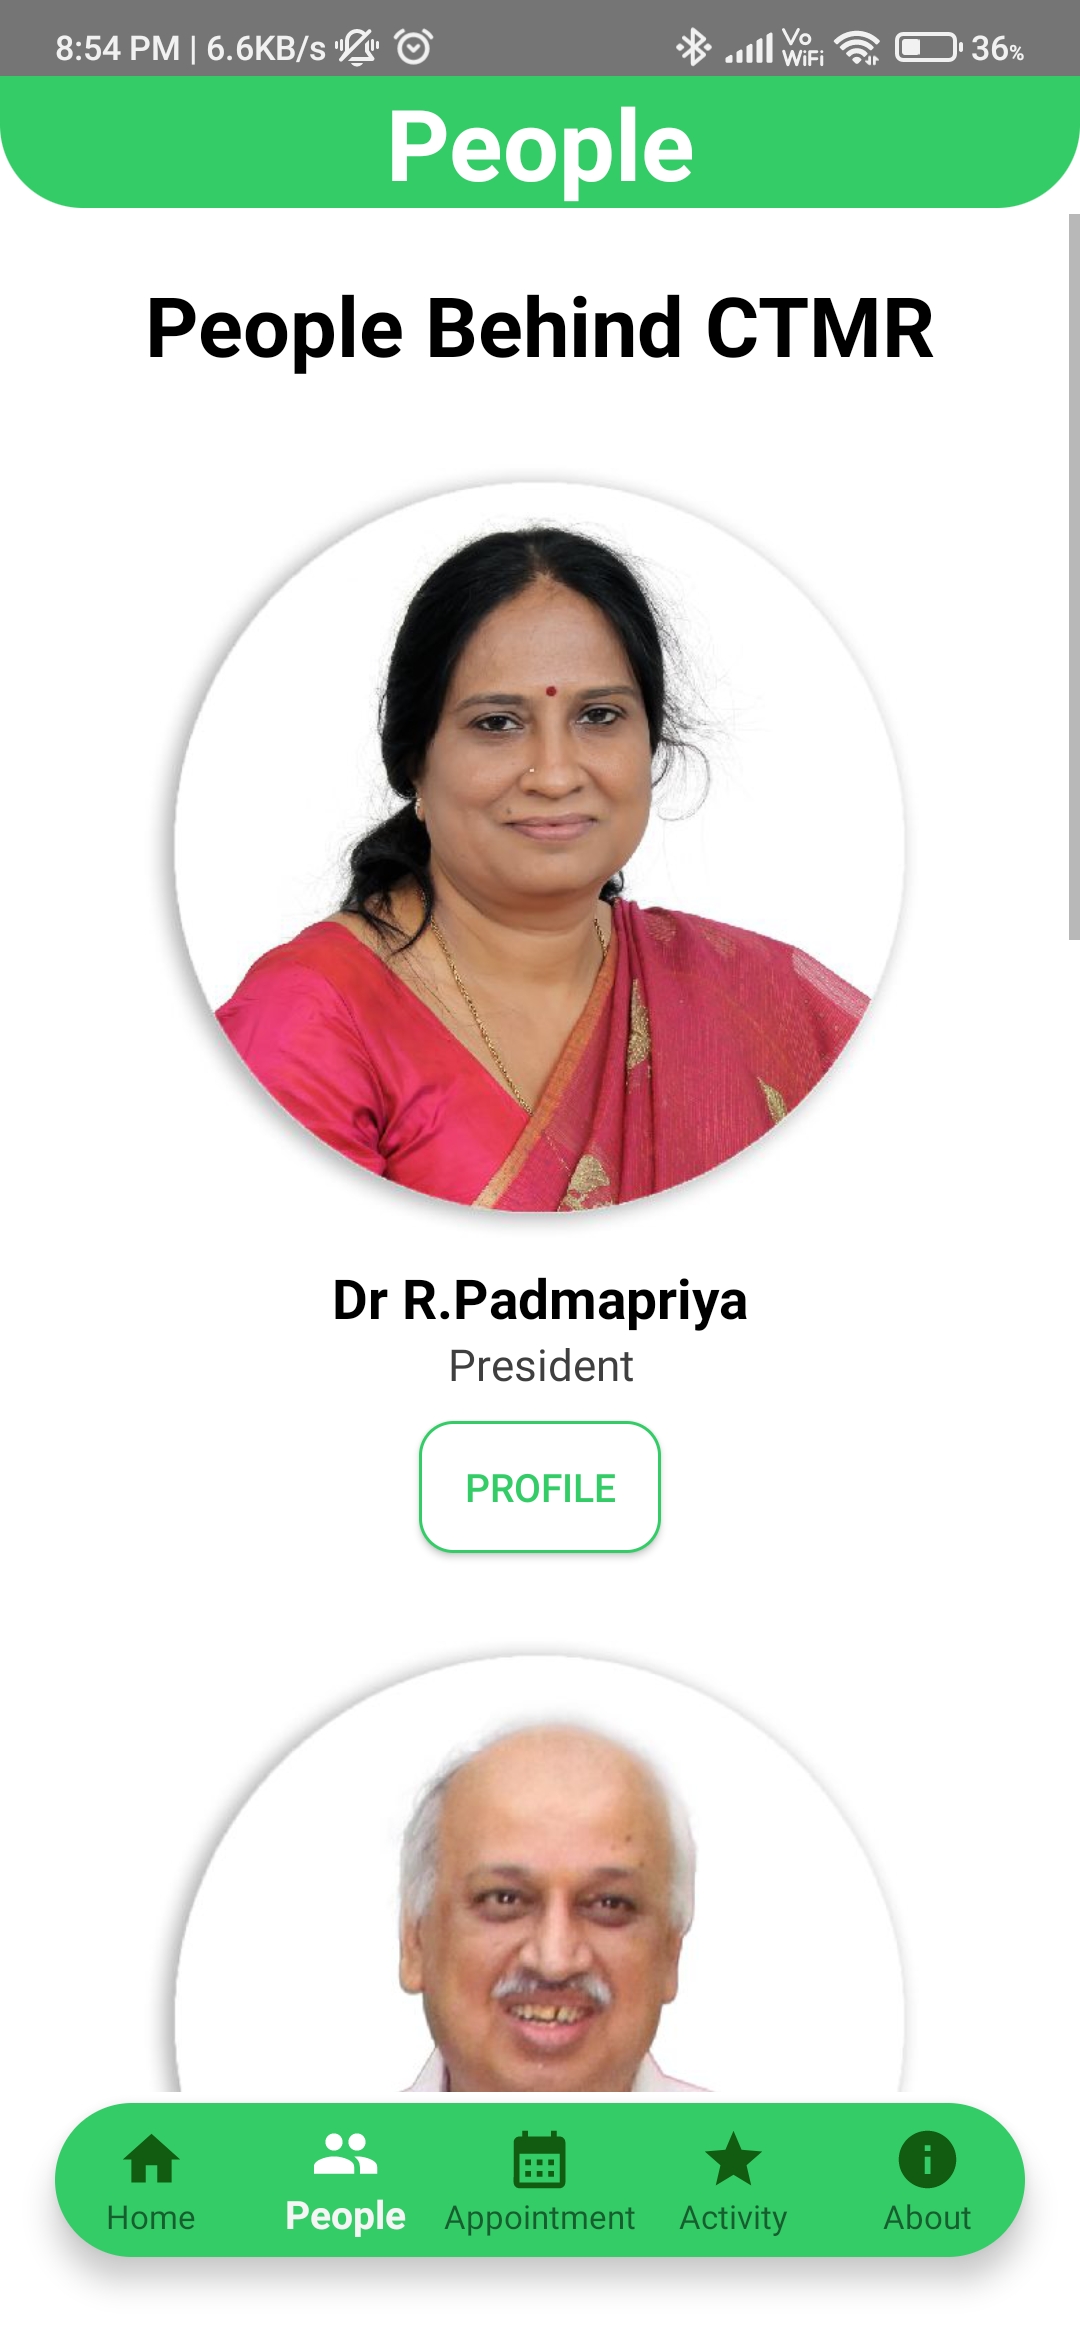 8:54 PM | 6.6KB/s Vo WiFi 36%
People
People Behind CTMR
Dr R.Padmapriya
President
PROFILE
Home People Appointment Activity About